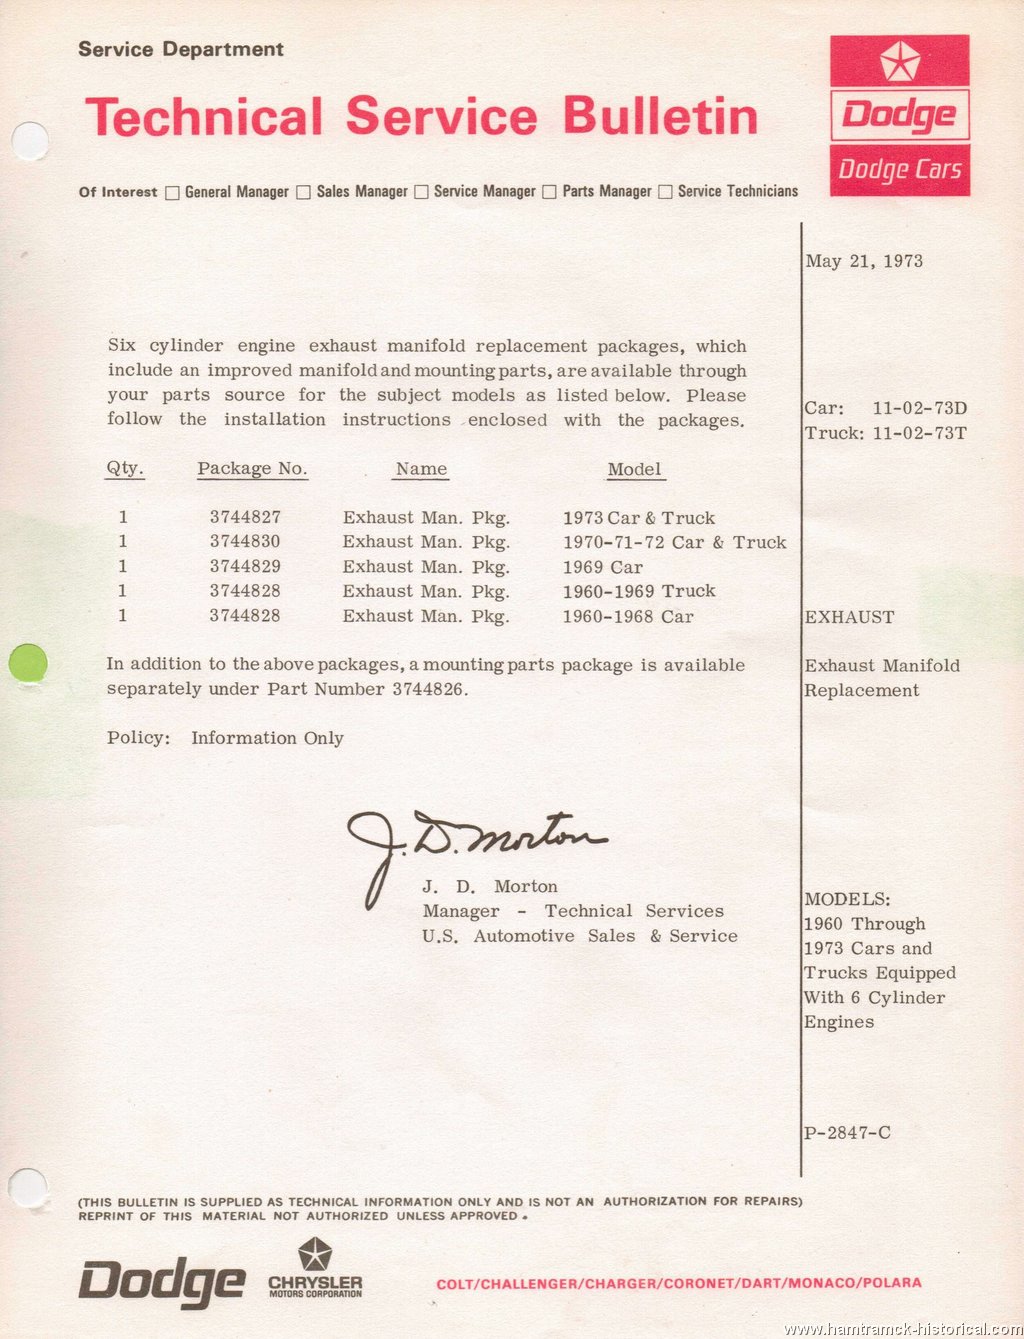 Service Department
Technical Service Bulletin
Dodge
Dodge Cars
Of Interest □ General Manager □ Sales Manager □ Service Manager □ Parts Manager □ Service Technicians
May 21, 1973
Six cylinder engine exhaust manifold replacement packages, which
include an improved manifold and mounting parts, are available through
your parts source for the subject models as listed below. Please
follow the installation instructions enclosed with the packages.
Car: 11-02-73D
Truck: 11-02-73T
Qty. Package No. Name Model
1 3744827 Exhaust Man. Pkg. 1973 Car & Truck
1 3744830 Exhaust Man. Pkg. 1970-71-72 Car & Truck
1 3744829 Exhaust Man. Pkg. 1969 Car
1 3744828 Exhaust Man. Pkg. 1960-1969 Truck
1 3744828 Exhaust Man. Pkg. 1960-1968 Car
EXHAUST
In addition to the above packages, a mounting parts package is available
separately under Part Number 3744826.
Exhaust Manifold
Replacement
Policy: Information Only
J. D. Morton
J. D. Morton
Manager - Technical Services
U.S. Automotive Sales & Service
MODELS:
1960 Through
1973 Cars and
Trucks Equipped
With 6 Cylinder
Engines
P-2847-C
(THIS BULLETIN IS SUPPLIED AS TECHNICAL INFORMATION ONLY AND IS NOT AN AUTHORIZATION FOR REPAIRS)
REPRINT OF THIS MATERIAL NOT AUTHORIZED UNLESS APPROVED.
Dodge
CHRYSLER
MOTORS CORPORATION
COLT/CHALLENGER/CHARGER/CORONET/DART/MONACO/POLARA
www.hamtramck-historical.com